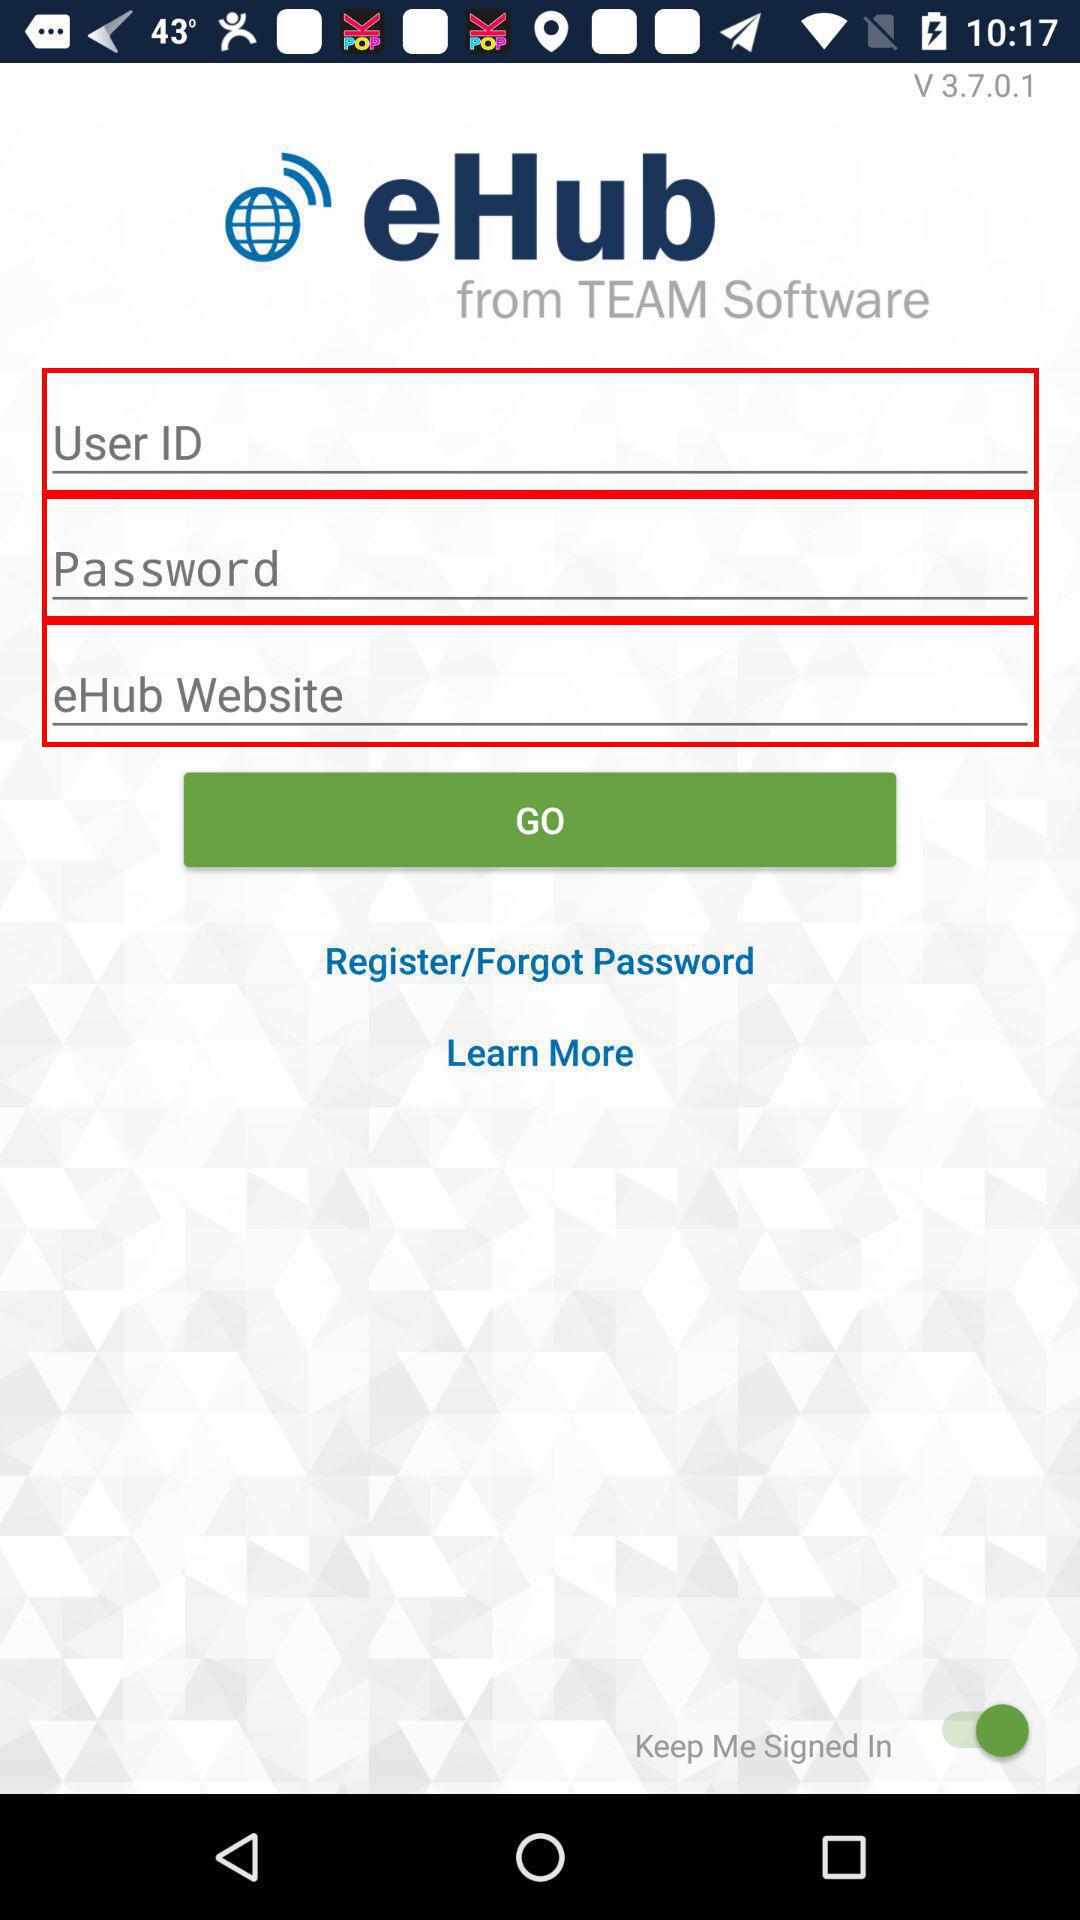 43° POP POP 10:17
V 3.7.0.1
eHub
from TEAM Software
User ID
Password
eHub Website
GO
Register/Forgot Password
Learn More
Keep Me Signed In